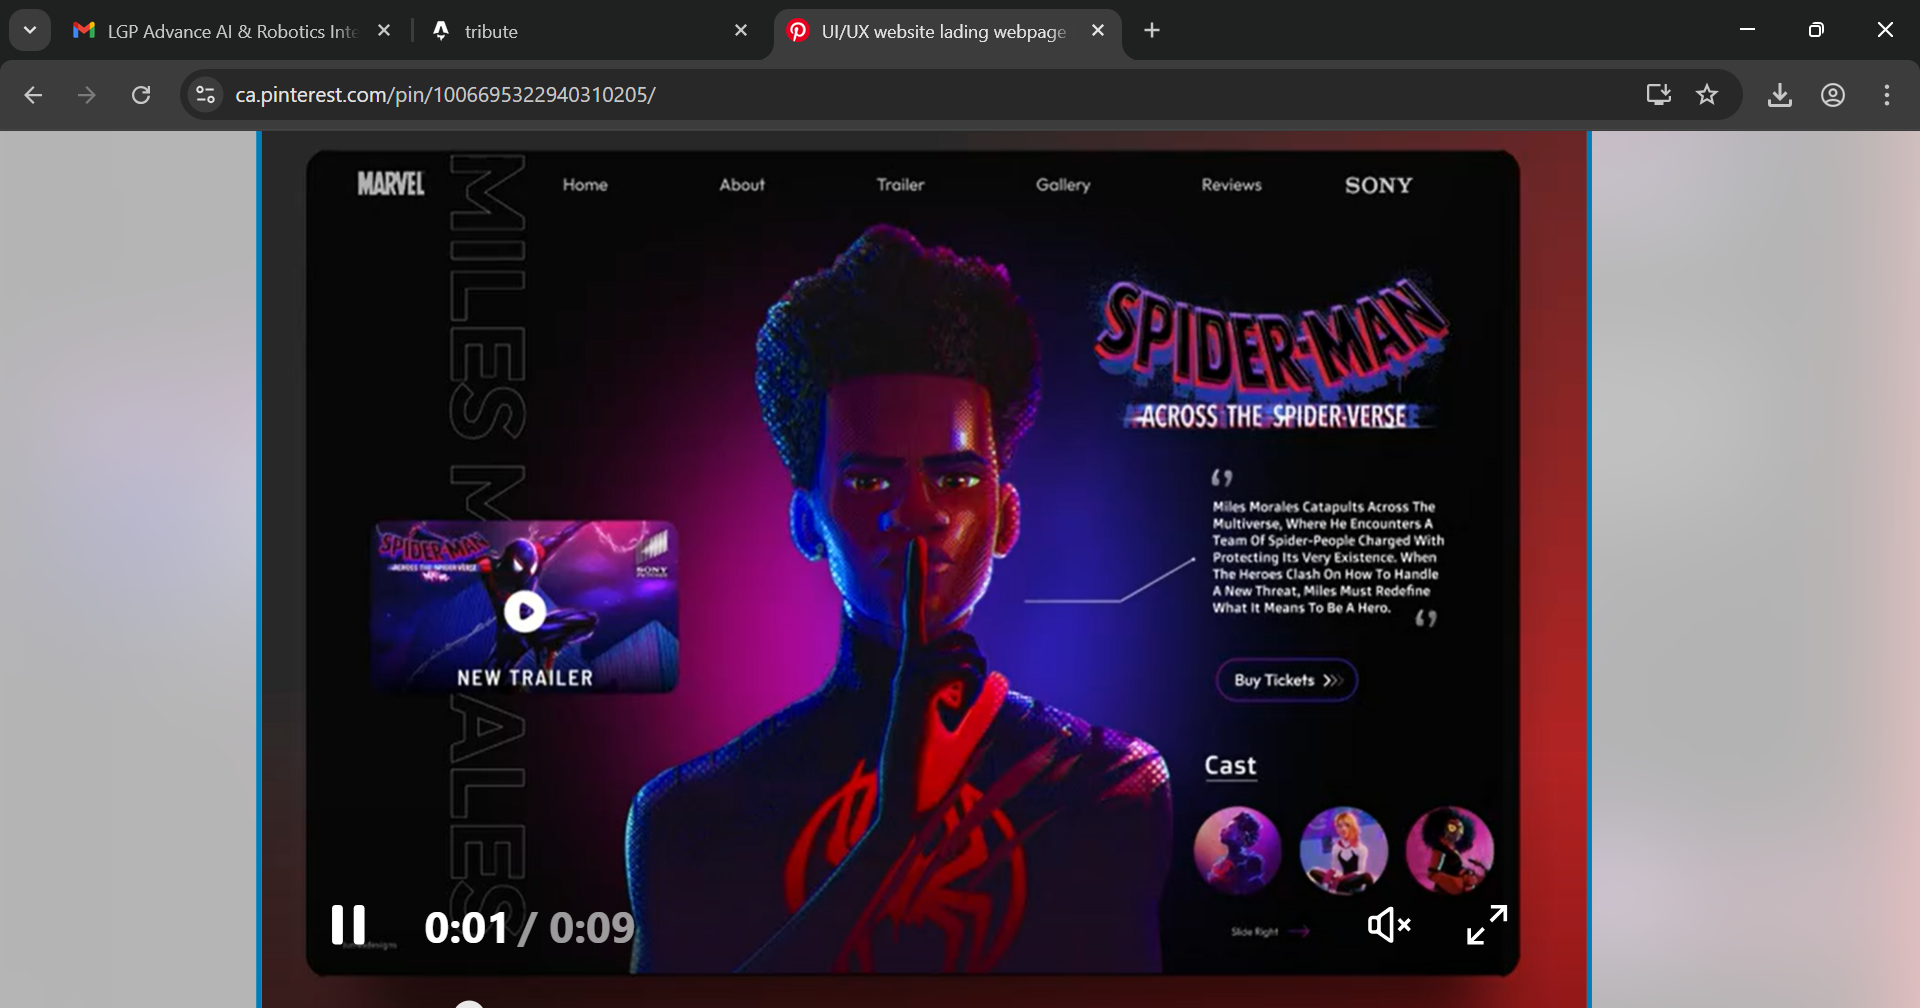 LGP Advance AI & Robotics Inte
tribute
UI/UX website lading webpage
ca.pinterest.com/pin/1006695322940310205/
MARVEL
Home
About
Trailer
Gallery
Reviews
SONY
MILES M ALES
SPIDER-MAN
ACROSS THE SPIDER-VERSE
Miles Morales Catapults Across The
Multiverse, Where He Encounters A
Team Of Spider-People Charged With
Protecting Its Very Existence. When
The Heroes Clash On How To Handle
A New Threat, Miles Must Redefine
What It Means To Be A Hero.
SPIDER-MAN
ACROSS THE SPIDER-VERSE
SONY
NEW TRAILER
Buy Tickets
Cast
Slide Right
0:01 / 0:09